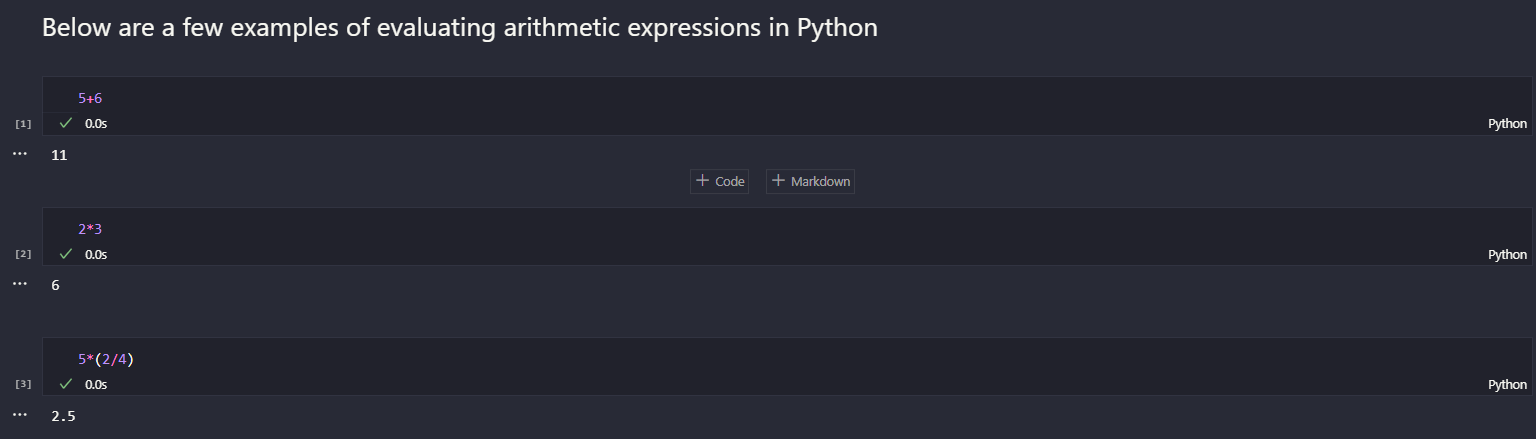 Below are a few examples of evaluating arithmetic expressions in Python
5+6
[1] 0.0s Python
... 11
+ Code + Markdown
2*3
[2] 0.0s Python
... 6
5*(2/4)
[3] 0.0s Python
... 2.5